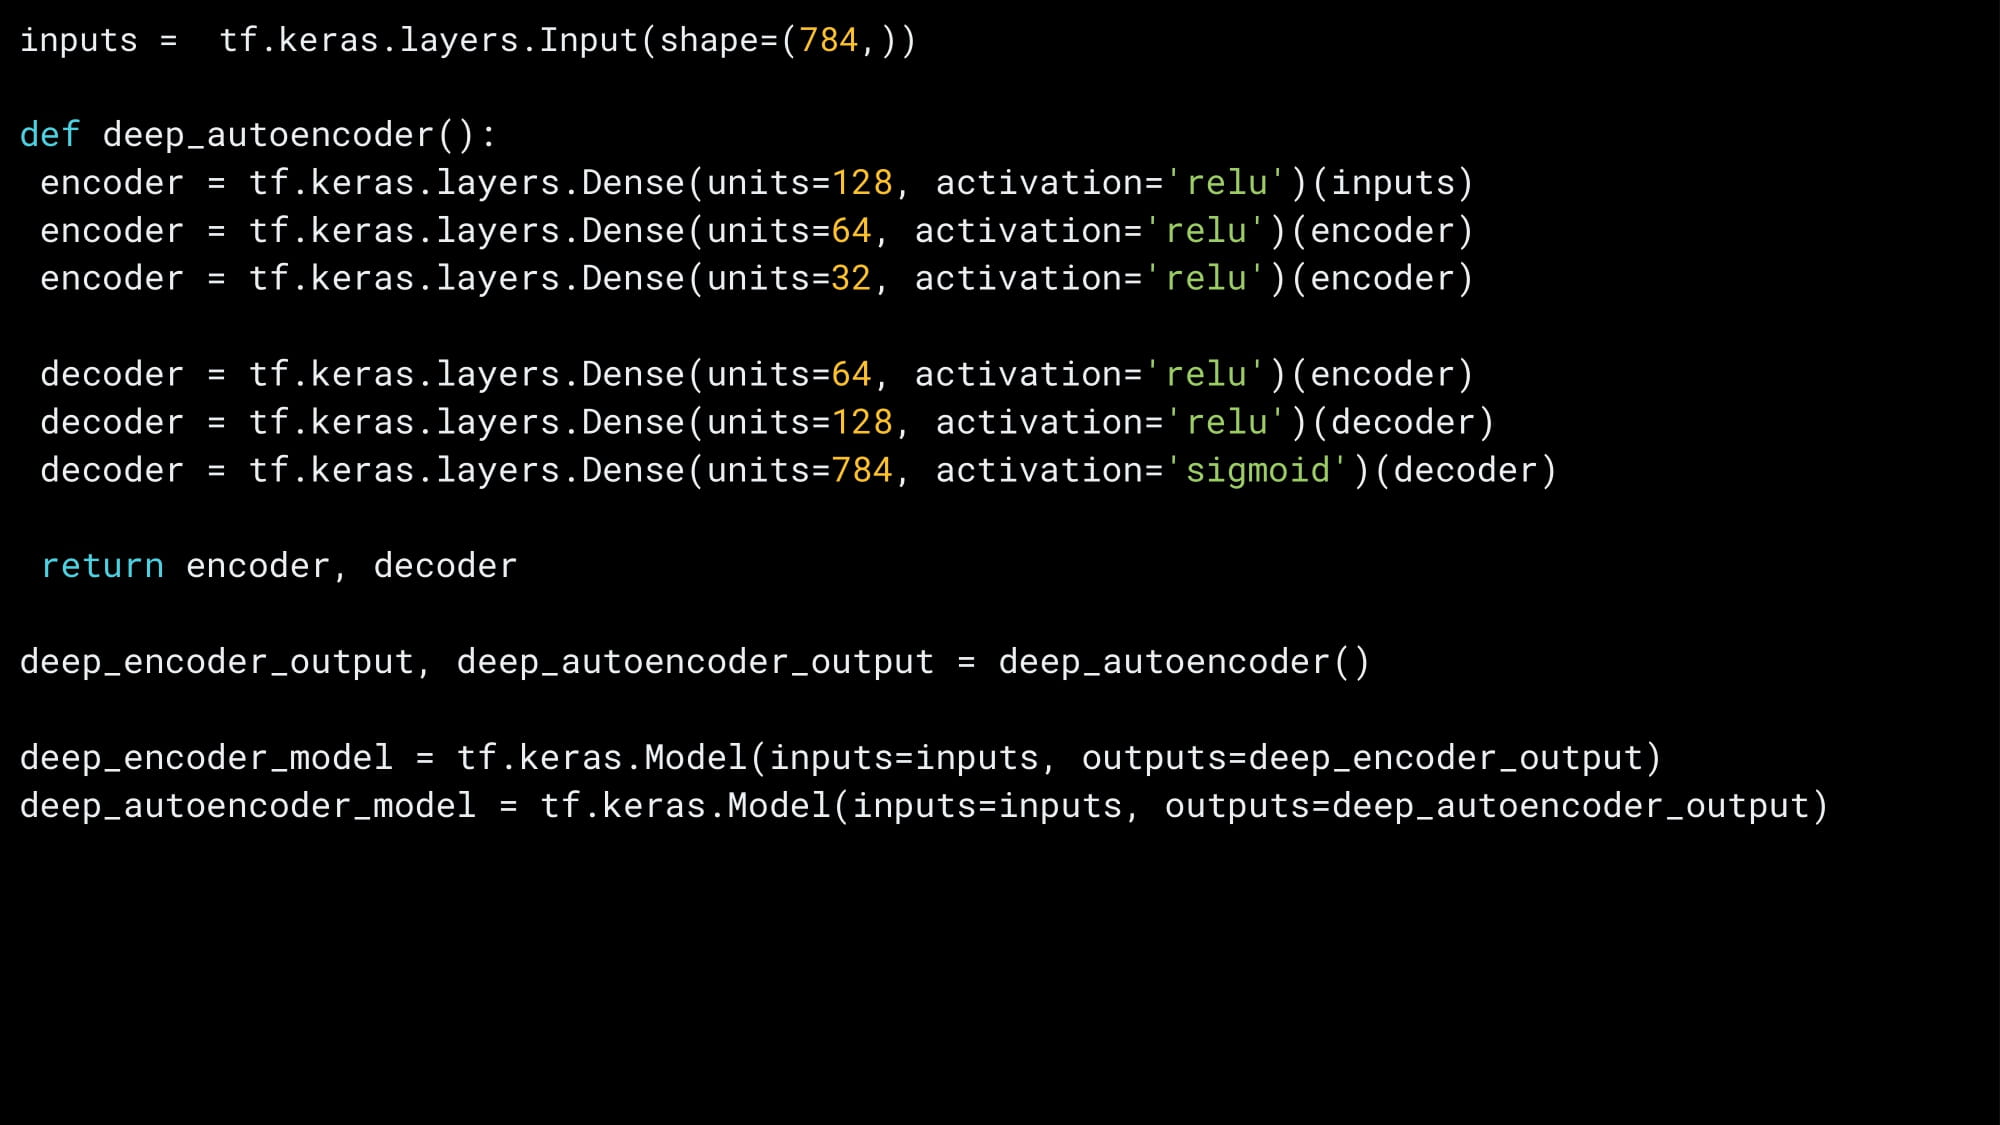 inputs =  tf.keras.layers.Input(shape=(784,))
def deep_autoencoder():
 encoder = tf.keras.layers.Dense(units=128, activation='relu')(inputs)
 encoder = tf.keras.layers.Dense(units=64, activation='relu')(encoder)
 encoder = tf.keras.layers.Dense(units=32, activation='relu')(encoder)
 decoder = tf.keras.layers.Dense(units=64, activation='relu')(encoder)
 decoder = tf.keras.layers.Dense(units=128, activation='relu')(decoder)
 decoder = tf.keras.layers.Dense(units=784, activation='sigmoid')(decoder)
 return encoder, decoder
deep_encoder_output, deep_autoencoder_output = deep_autoencoder()
deep_encoder_model = tf.keras.Model(inputs=inputs, outputs=deep_encoder_output)
deep_autoencoder_model = tf.keras.Model(inputs=inputs, outputs=deep_autoencoder_output)